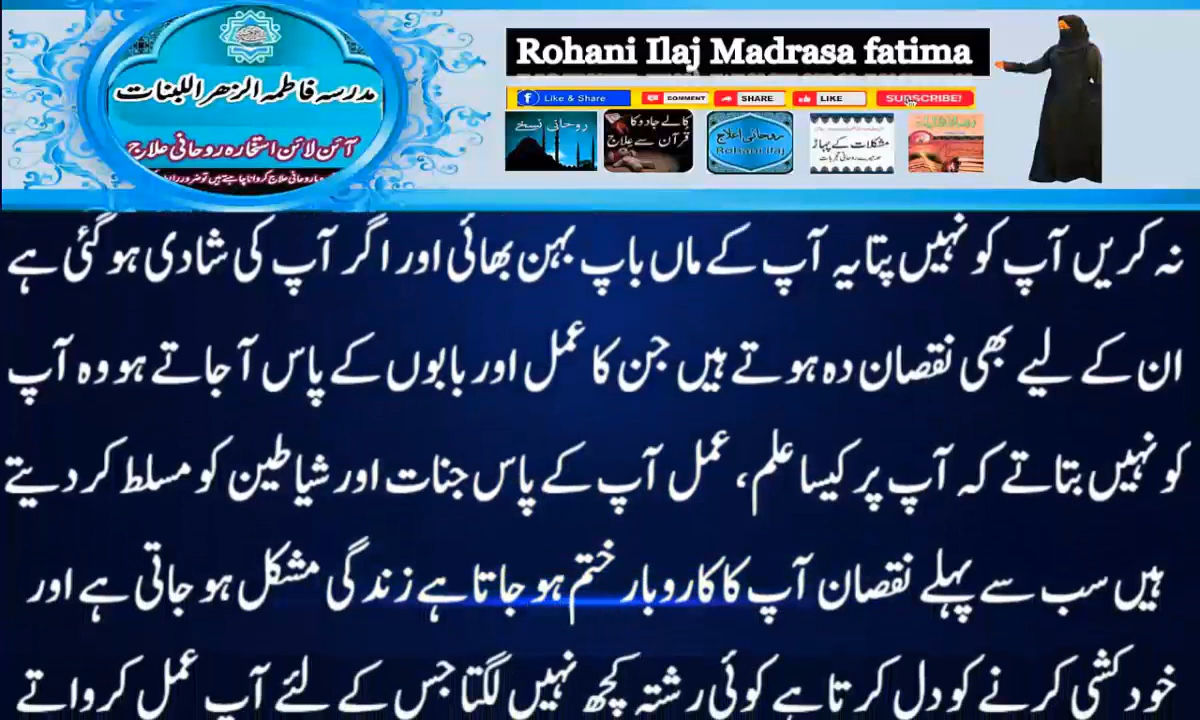 مدرسہ فاطمہ الزھرا للبنات
آئن لائن استخارہ روحانی علاج
Rohani Ilaj Madrasa fatima
Like & Share
COMMENT
SHARE
LIKE
SUBSCRIBE!
روحانی نسخے
کالے جادو کا
قرآن سے علاج
روحانی اعلاج
Rohani ilaj
مشکلات کے پہاڑ
نہ کریں آپ کو نہیں پتا یہ آپ کے ماں باپ بہن بھائی اور اگر آپ کی شادی ہو گئی ہے
ان کے لیے بھی نقصان دہ ہوتے ہیں جن کا عمل اور بابوں کے پاس آ جاتے ہو وہ آپ
کو نہیں بتاتے کہ آپ پر کیسا علم، عمل آپ کے پاس جنات اور شیاطین کو مسلط کر دیتے
ہیں سب سے پہلے نقصان آپ کا کاروبار ختم ہو جاتا ہے زندگی مشکل ہو جاتی ہے اور
خودکشی کرنے کو دل کرتا ہے کوئی رشتہ کچھ نہیں لگتا جس کے لئے آپ عمل کرواتے